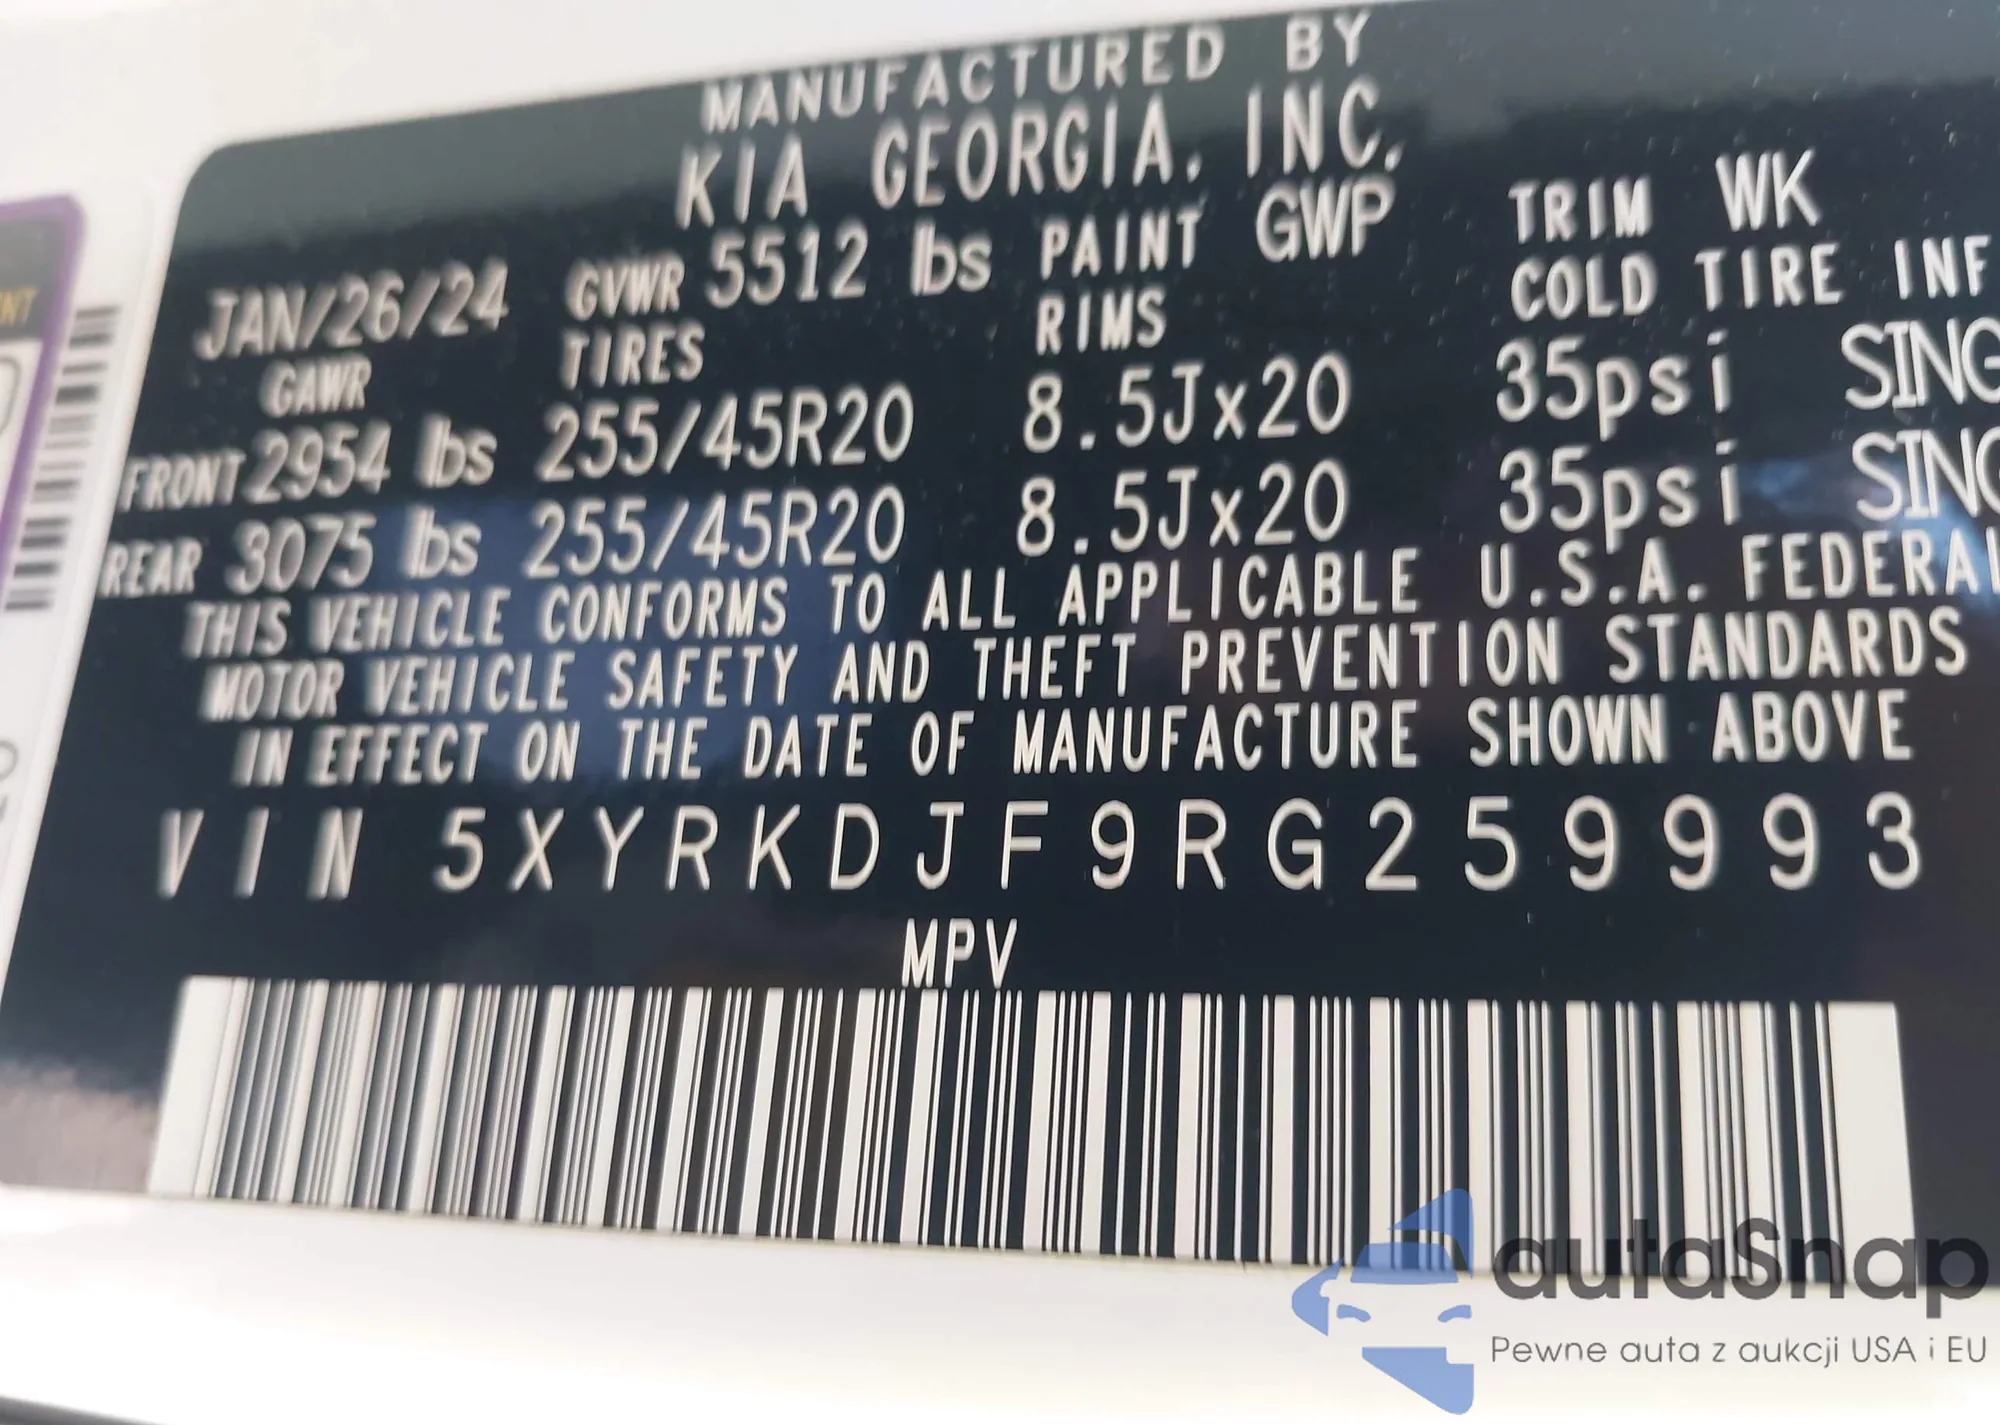 MANUFACTURED BY
KIA GEORGIA, INC.
JAN/26/24 GVWR 5512 lbs PAINT GWP TRIM WK
GAWR TIRES RIMS COLD TIRE INF
FRONT 2954 lbs 255/45R20 8.5Jx20 35psi SING
REAR 3075 lbs 255/45R20 8.5Jx20 35psi SING
THIS VEHICLE CONFORMS TO ALL APPLICABLE U.S.A. FEDERAL
MOTOR VEHICLE SAFETY AND THEFT PREVENTION STANDARDS
IN EFFECT ON THE DATE OF MANUFACTURE SHOWN ABOVE
VIN 5XYRKDJF9RG259993
MPV
autaSnap
Pewne auta z aukcji USA i EU